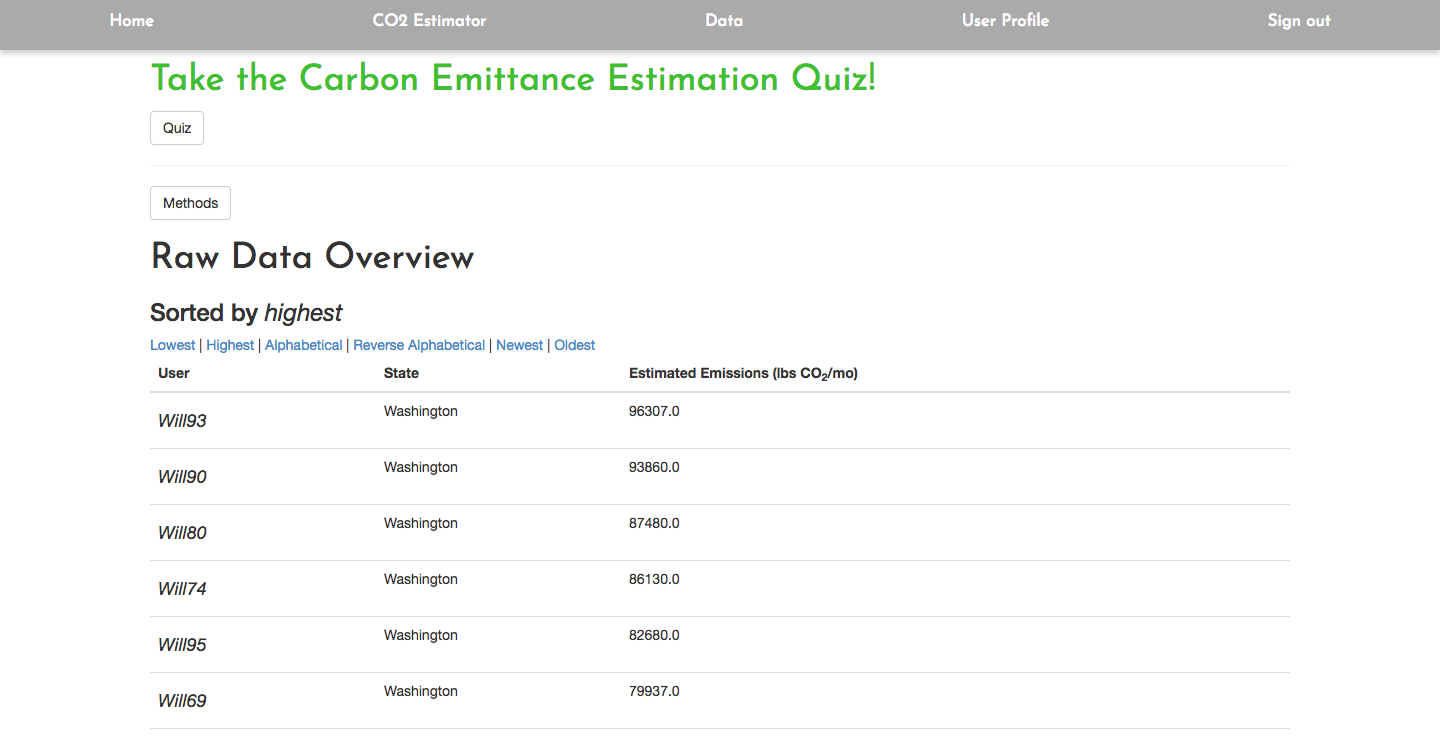 Home CO2 Estimator Data User Profile Sign out
Take the Carbon Emittance Estimation Quiz!
Quiz
Methods
Raw Data Overview
Sorted by highest
Lowest | Highest | Alphabetical | Reverse Alphabetical | Newest | Oldest
User State Estimated Emissions (lbs CO₂/mo)
Will93 Washington 96307.0
Will90 Washington 93860.0
Will80 Washington 87480.0
Will74 Washington 86130.0
Will95 Washington 82680.0
Will69 Washington 79937.0